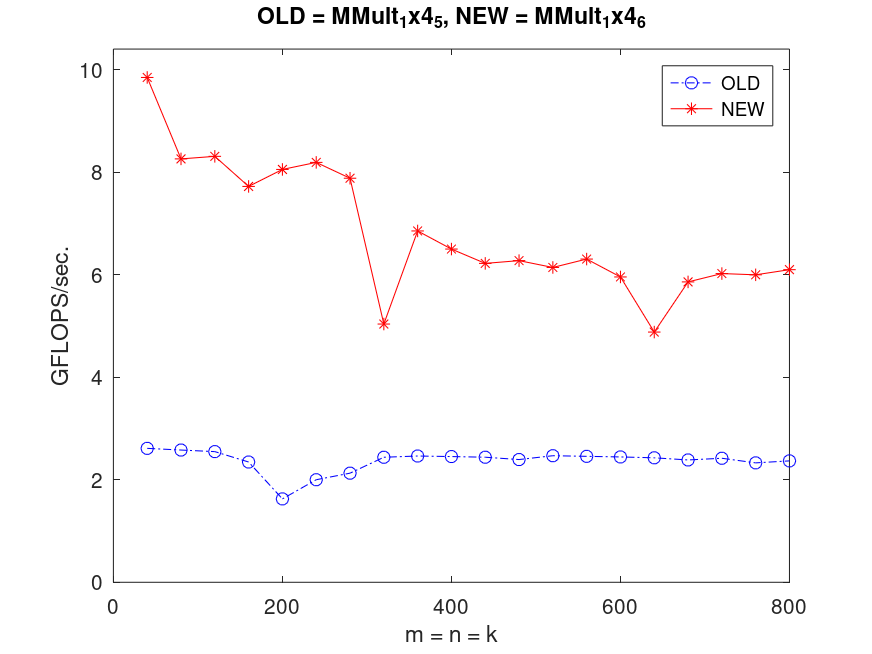 OLD = MMult₁x4₅, NEW = MMult₁x4₆
OLD
NEW
10
8
6
4
2
0
GFLOPS/sec.
0 200 400 600 800
m = n = k